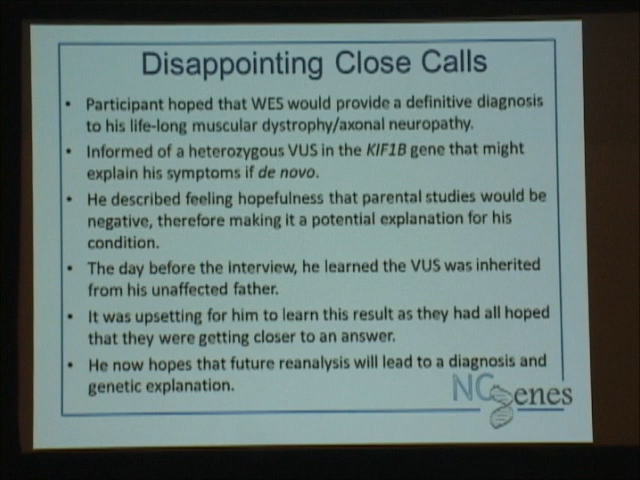 Disappointing Close Calls
• Participant hoped that WES would provide a definitive diagnosis
to his life-long muscular dystrophy/axonal neuropathy.
• Informed of a heterozygous VUS in the KIF1B gene that might
explain his symptoms if de novo.
• He described feeling hopefulness that parental studies would be
negative, therefore making it a potential explanation for his
condition.
• The day before the interview, he learned the VUS was inherited
from his unaffected father.
• It was upsetting for him to learn this result as they had all hoped
that they were getting closer to an answer.
• He now hopes that future reanalysis will lead to a diagnosis and
genetic explanation.
NCgenes